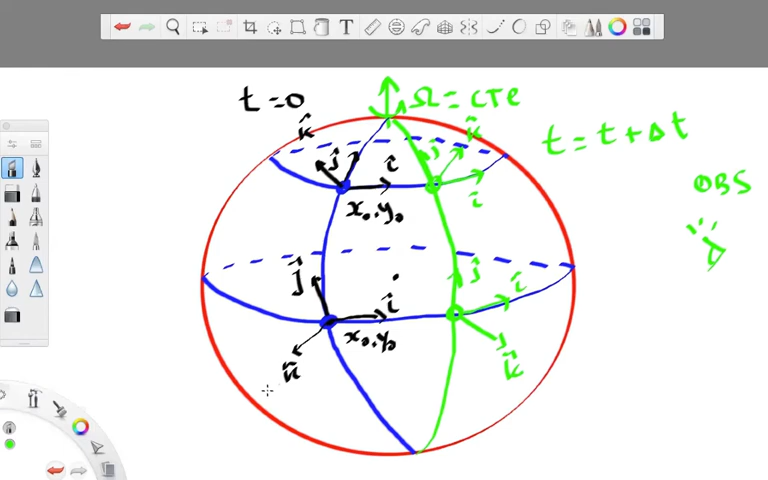 t=0
Ω = CTE
t = t + Δt
OBS
k̂
ĵ
î
x₀,y₀
ĵ
k̂
î
ĵ
î
x₀,y₀
k̂
ĵ
î
k̂